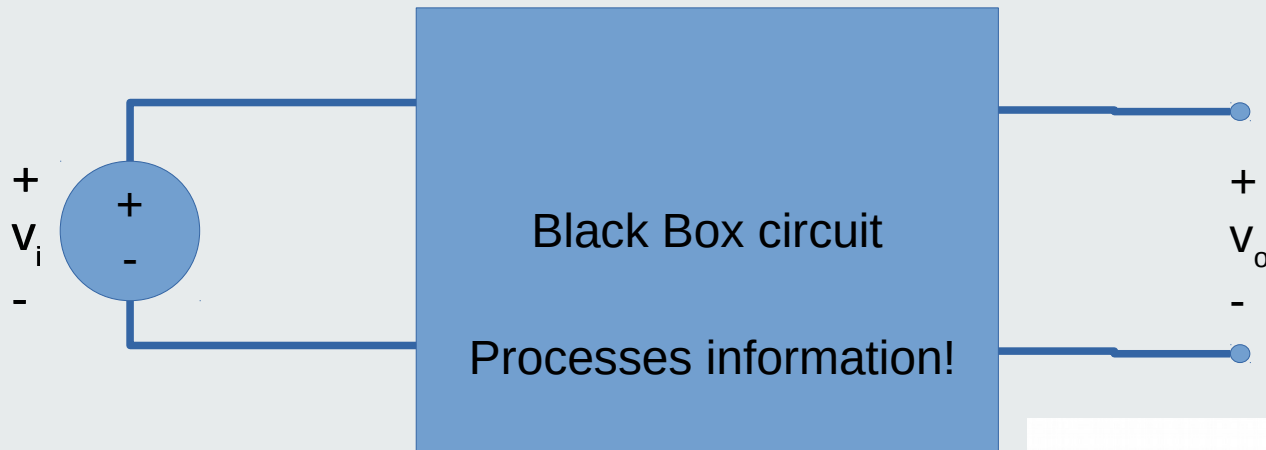 +
vᵢ
-
+
-
Black Box circuit
Processes information!
+
vₒ
-